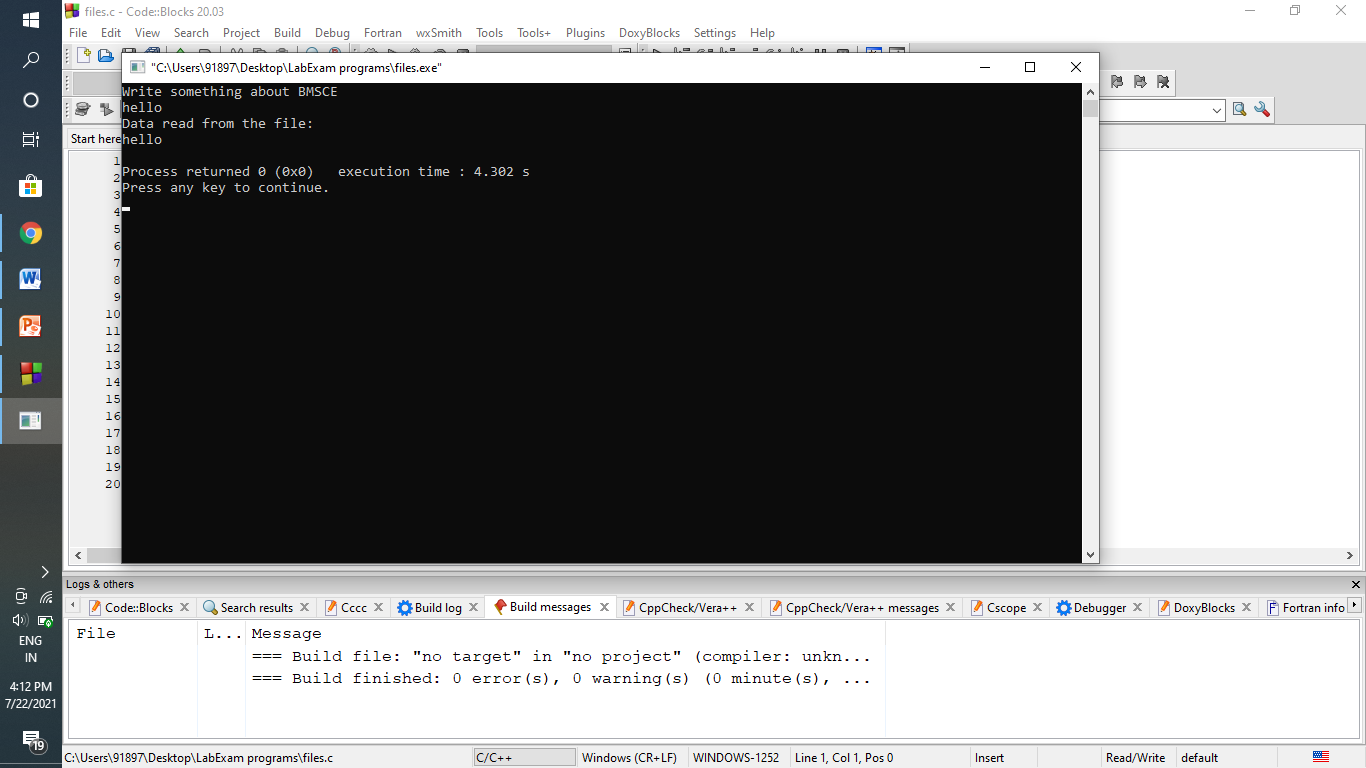 files.c - Code::Blocks 20.03
File Edit View Search Project Build Debug Fortran wxSmith Tools Tools+ Plugins DoxyBlocks Settings Help
"C:\Users\91897\Desktop\LabExam programs\files.exe"
Write something about BMSCE
hello
Data read from the file:
hello
Process returned 0 (0x0) execution time : 4.302 s
Press any key to continue.
Start here
1
2
3
4
5
6
7
8
9
10
11
12
13
14
15
16
17
18
19
20
Logs & others
Code::Blocks Search results Cccc Build log Build messages CppCheck/Vera++ CppCheck/Vera++ messages Cscope Debugger DoxyBlocks Fortran info
File L... Message
=== Build file: "no target" in "no project" (compiler: unkn...
=== Build finished: 0 error(s), 0 warning(s) (0 minute(s), ...
C:\Users\91897\Desktop\LabExam programs\files.c C/C++ Windows (CR+LF) WINDOWS-1252 Line 1, Col 1, Pos 0 Insert Read/Write default
ENG
IN
4:12 PM
7/22/2021
19